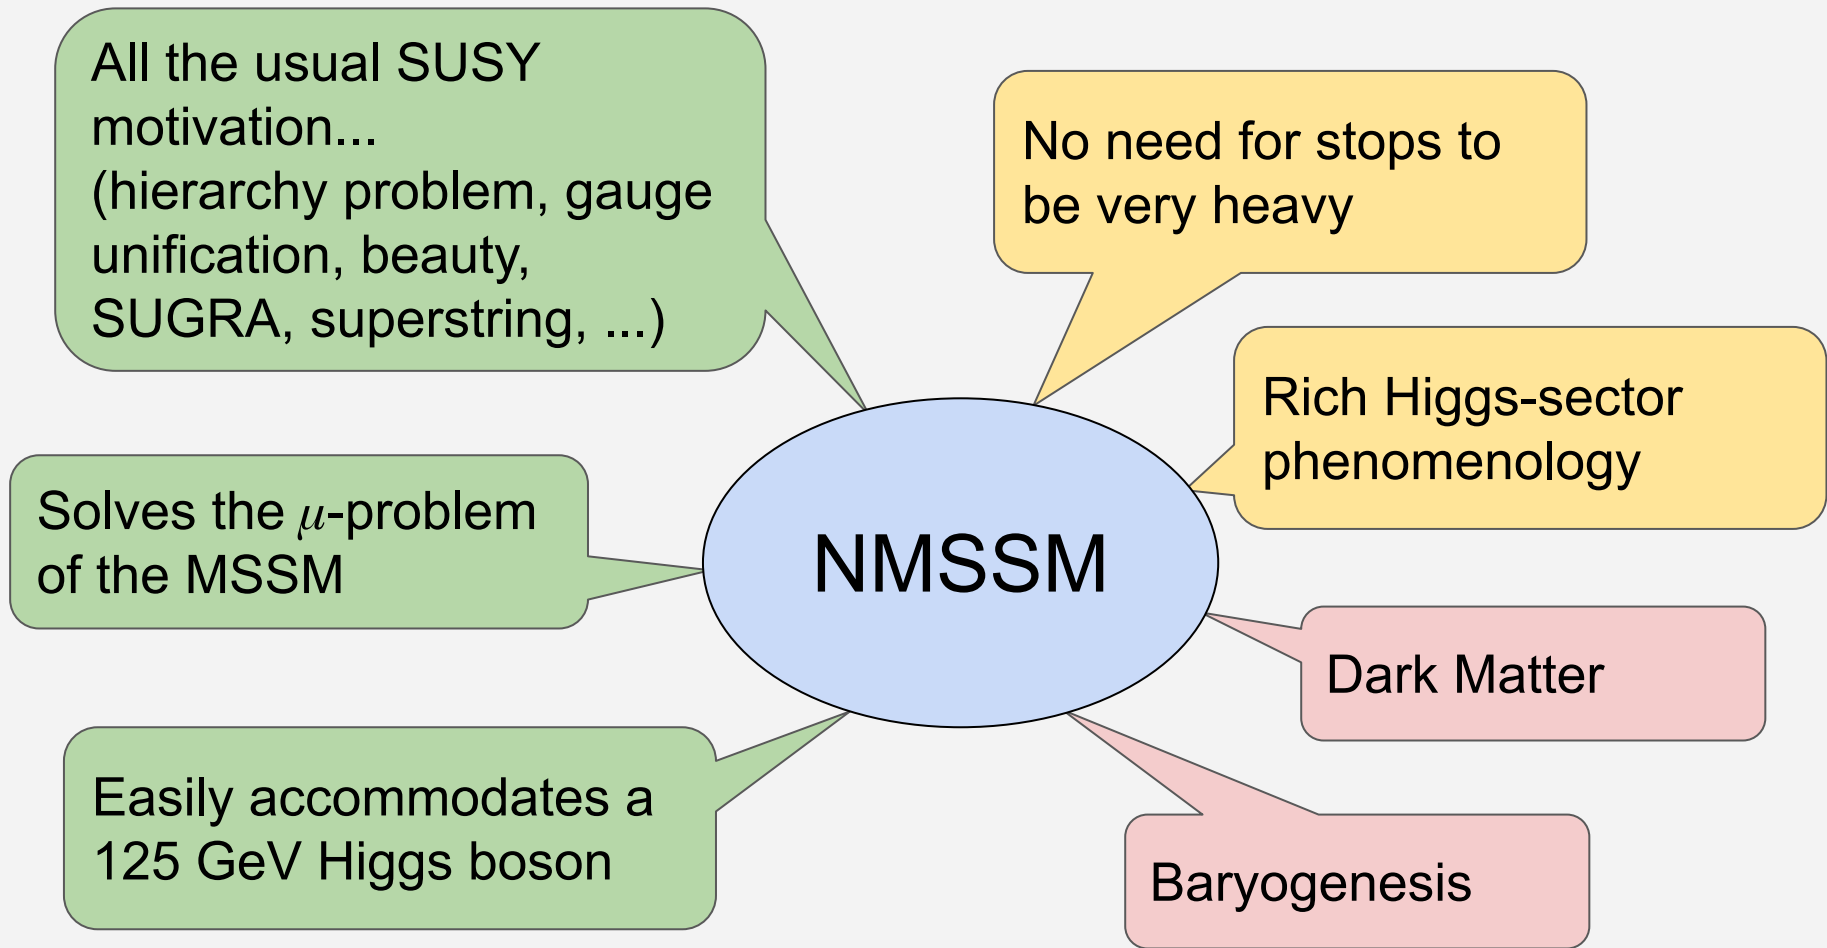 All the usual SUSY
motivation...
(hierarchy problem, gauge
unification, beauty,
SUGRA, superstring, ...)
No need for stops to
be very heavy
Rich Higgs-sector
phenomenology
Solves the μ-problem
of the MSSM
NMSSM
Dark Matter
Easily accommodates a
125 GeV Higgs boson
Baryogenesis